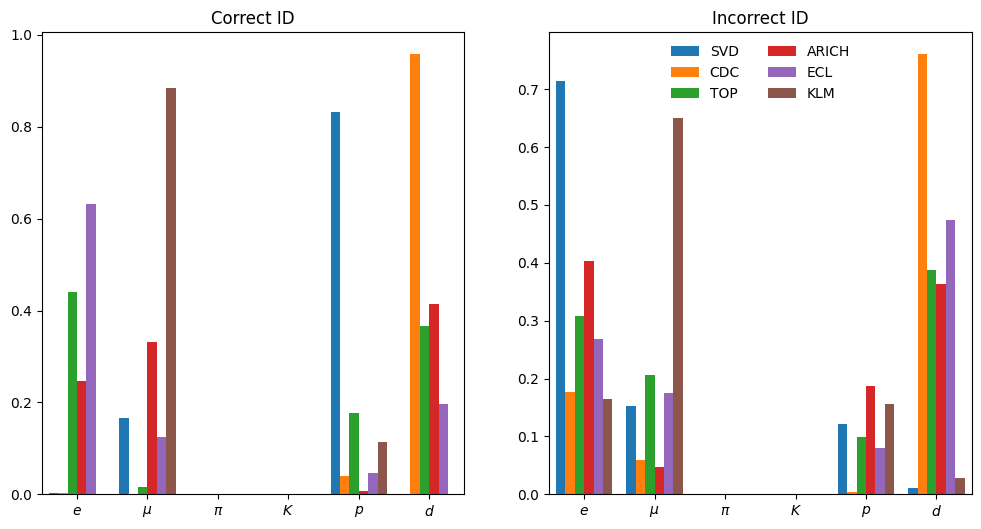 Correct ID
1.0
0.8
0.6
0.4
0.2
0.0
e μ π K p d
Incorrect ID
SVD ARICH
CDC ECL
TOP KLM
0.7
0.6
0.5
0.4
0.3
0.2
0.1
0.0
e μ π K p d